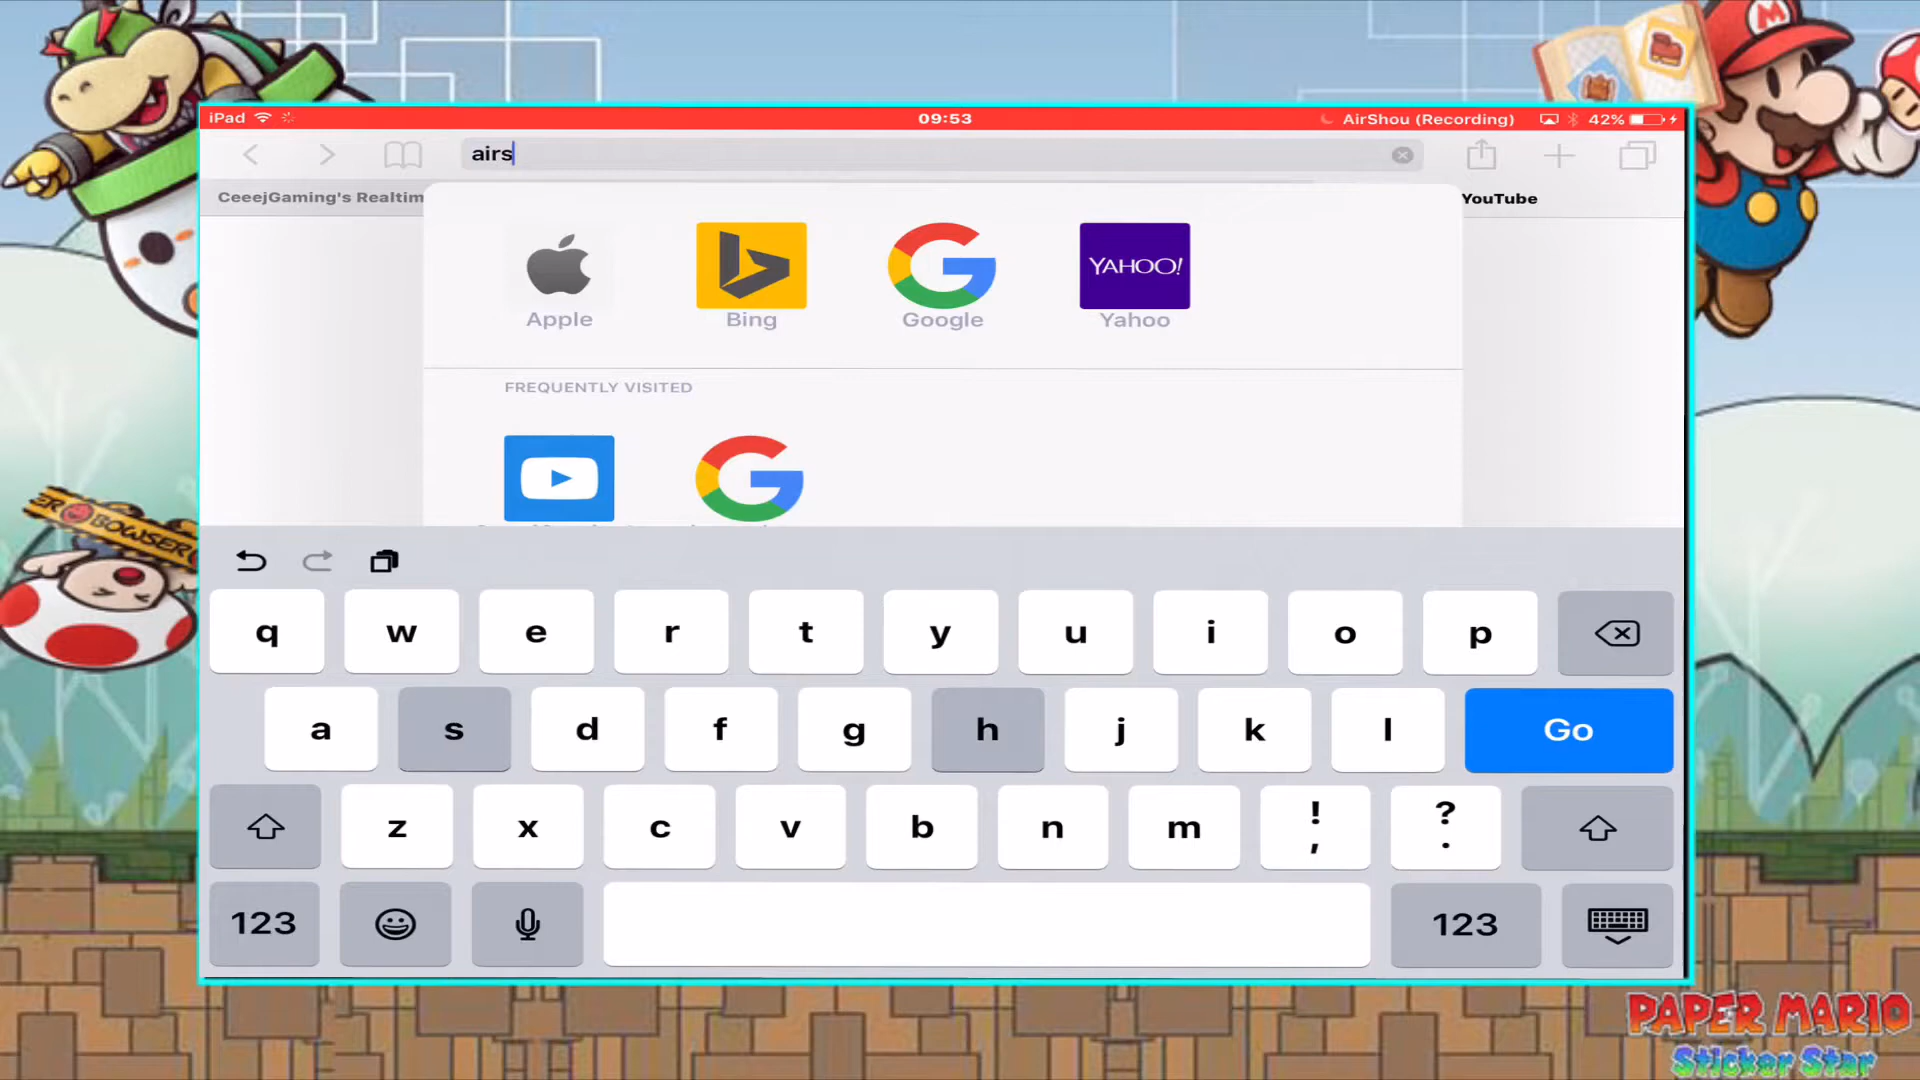 M
iPad 09:53 AirShou (Recording) 42%
airs
CeeejGaming's Realtim YouTube
YAHOO!
Apple Bing Google Yahoo
FREQUENTLY VISITED
ER BOWSER
q w e r t y u i o p
a s d f g h j k l Go
z x c v b n m ! , ? .
123 123
PAPER MARIO
Sticker Star